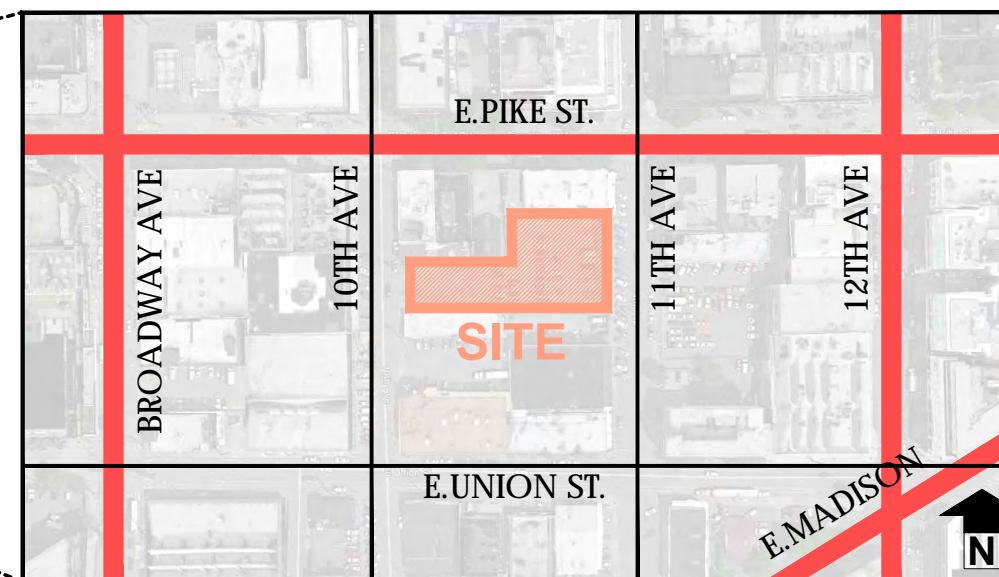 E.PIKE ST.
BROADWAY AVE
10TH AVE
11TH AVE
12TH AVE
SITE
E.UNION ST.
E.MADISON
N